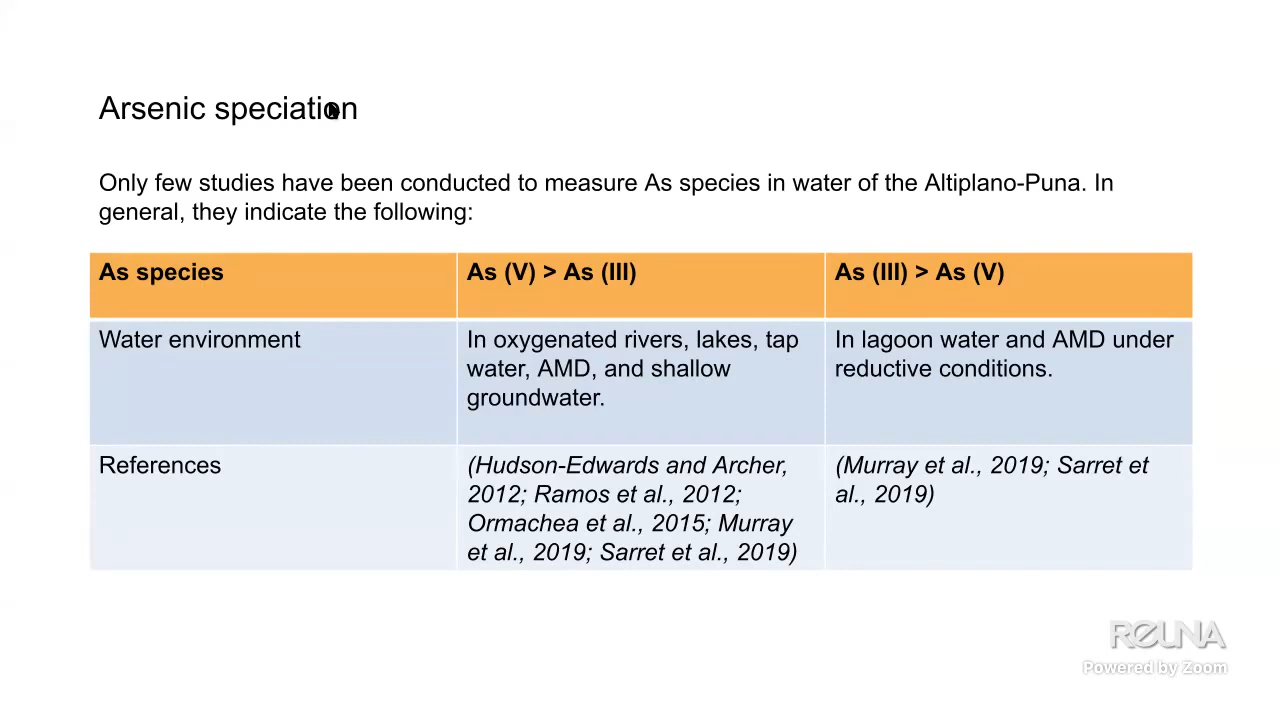 Arsenic speciation
Only few studies have been conducted to measure As species in water of the Altiplano-Puna. In
general, they indicate the following:
As species
As (V) > As (III)
As (III) > As (V)
Water environment
In oxygenated rivers, lakes, tap
water, AMD, and shallow
groundwater.
In lagoon water and AMD under
reductive conditions.
References
(Hudson-Edwards and Archer,
2012; Ramos et al., 2012;
Ormachea et al., 2015; Murray
et al., 2019; Sarret et al., 2019)
(Murray et al., 2019; Sarret et
al., 2019)
REUNA
Powered by Zoom